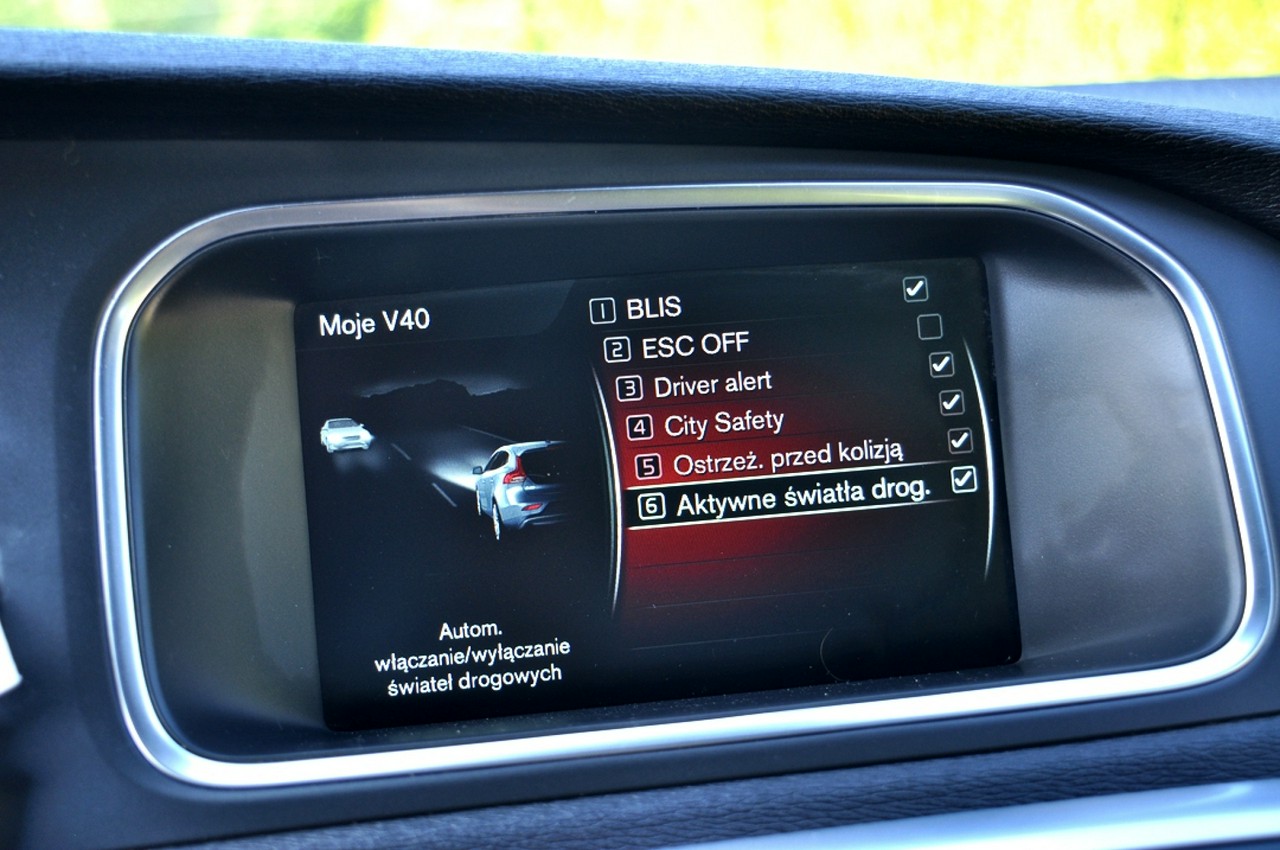 Moje V40
1 BLIS
2 ESC OFF
3 Driver alert
4 City Safety
5 Ostrzeż. przed kolizją
6 Aktywne światła drog.
Autom.
włączanie/wyłączanie
świateł drogowych